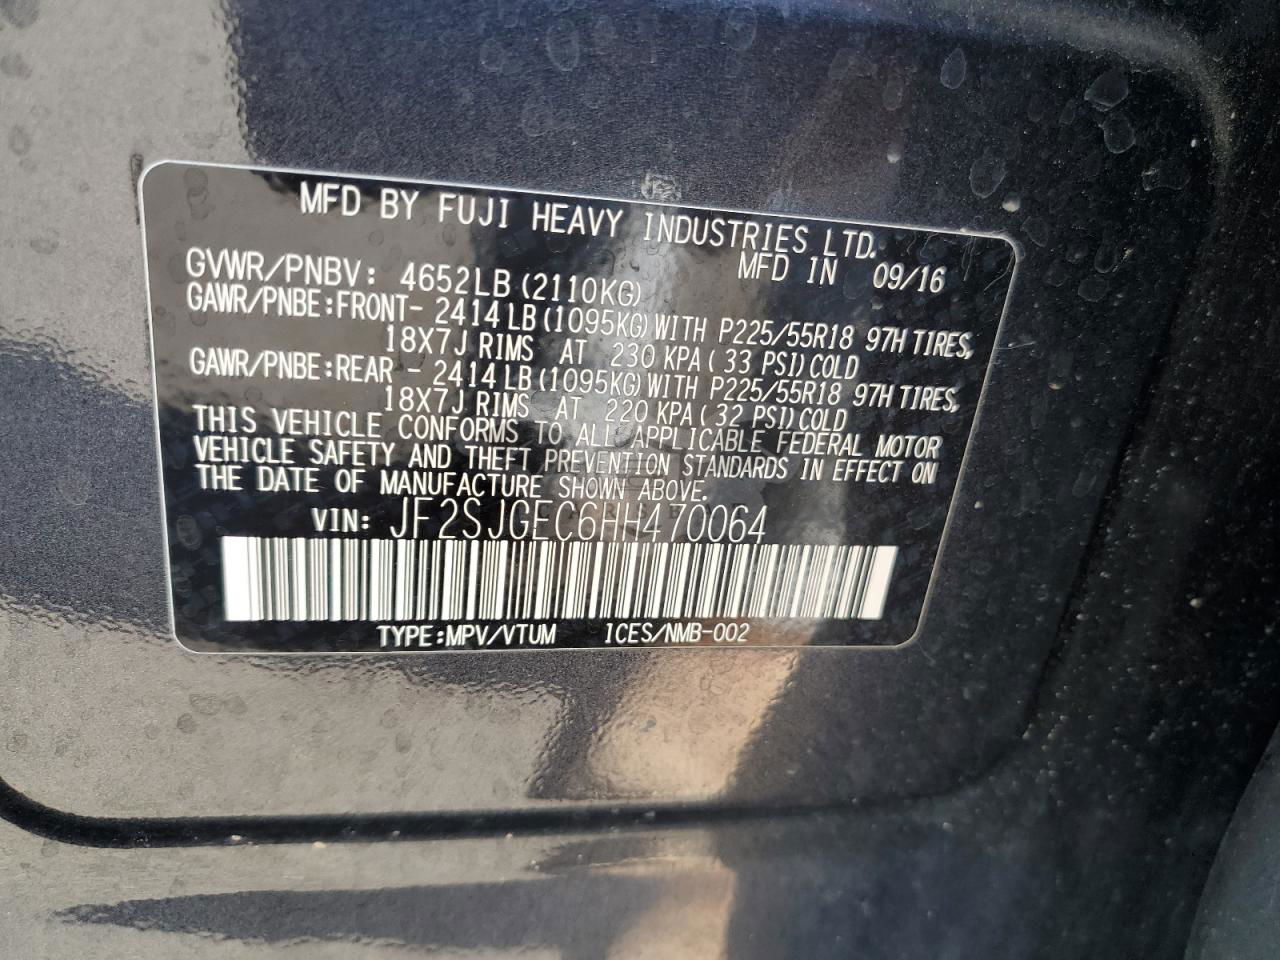 MFD BY FUJI HEAVY INDUSTRIES LTD.
MFD IN 09/16
GVWR/PNBV: 4652LB (2110KG)
GAWR/PNBE:FRONT- 2414LB(1095KG)WITH P225/55R18 97H TIRES,
18X7J RIMS AT 230 KPA( 33 PSI)COLD
GAWR/PNBE:REAR - 2414LB(1095KG)WITH P225/55R18 97H TIRES,
18X7J RIMS AT 220 KPA( 32 PSI)COLD
THIS VEHICLE CONFORMS TO ALL APPLICABLE FEDERAL MOTOR
VEHICLE SAFETY AND THEFT PREVENTION STANDARDS IN EFFECT ON
THE DATE OF MANUFACTURE SHOWN ABOVE.
VIN: JF2SJGEC6HH470064
TYPE:MPV/VTUM ICES/NMB-002